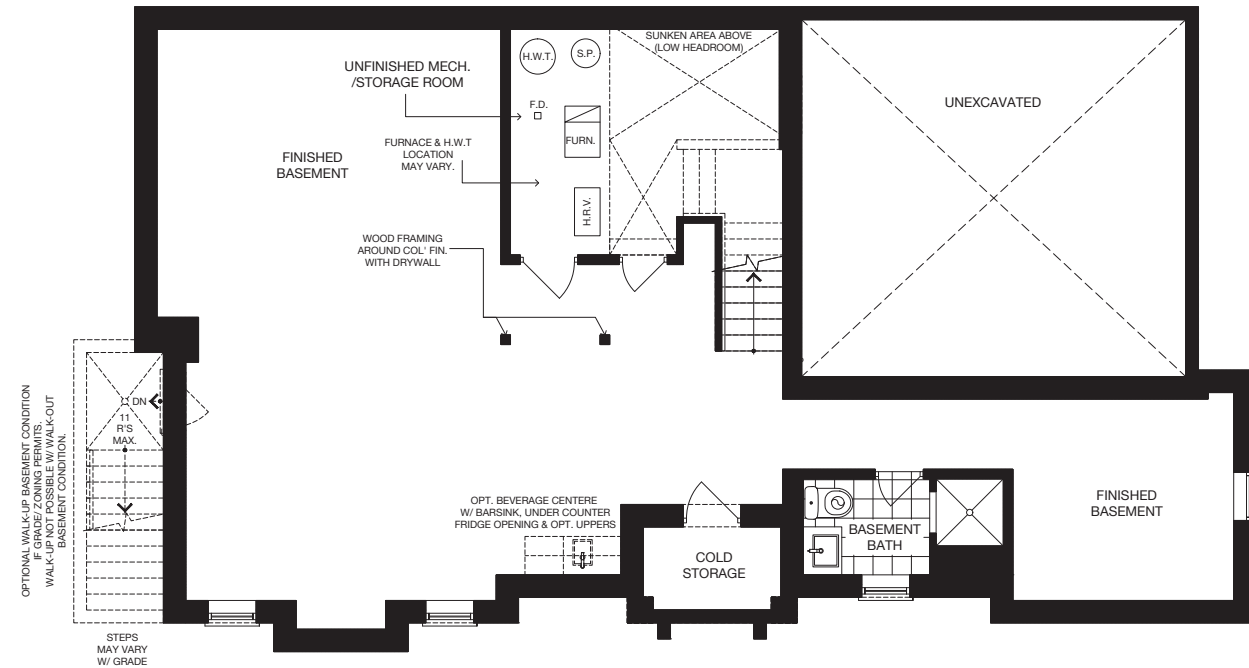 SUNKEN AREA ABOVE
(LOW HEADROOM)
H.W.T.
S.P.
UNFINISHED MECH.
/STORAGE ROOM
F.D.
FURN.
FURNACE & H.W.T
LOCATION
MAY VARY.
H.R.V.
UNEXCAVATED
FINISHED
BASEMENT
WOOD FRAMING
AROUND COL' FIN.
WITH DRYWALL
OPTIONAL WALK-UP BASEMENT CONDITION
IF GRADE/ ZONING PERMITS.
WALK-UP NOT POSSIBLE W/ WALK-OUT
BASEMENT CONDITION.
DN
11
R'S
MAX.
OPT. BEVERAGE CENTERE
W/ BARSINK, UNDER COUNTER
FRIDGE OPENING & OPT. UPPERS
COLD
STORAGE
BASEMENT
BATH
FINISHED
BASEMENT
STEPS
MAY VARY
W/ GRADE